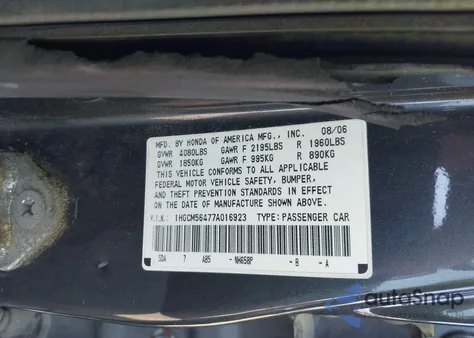 MFD. BY HONDA OF AMERICA MFG., INC. 08/06
GVWR 4080LBS GAWR F 2195LBS R 1960LBS
GVWR 1850KG GAWR F 995KG R 890KG
THIS VEHICLE CONFORMS TO ALL APPLICABLE
FEDERAL MOTOR VEHICLE SAFETY, BUMPER,
AND THEFT PREVENTION STANDARDS IN EFFECT
ON THE DATE OF MANUFACTURE SHOWN ABOVE.
V.I.N.: 1HGCM56477A016923 TYPE: PASSENGER CAR
SDA 7 ABS -NH658P -B -A
autoSnap